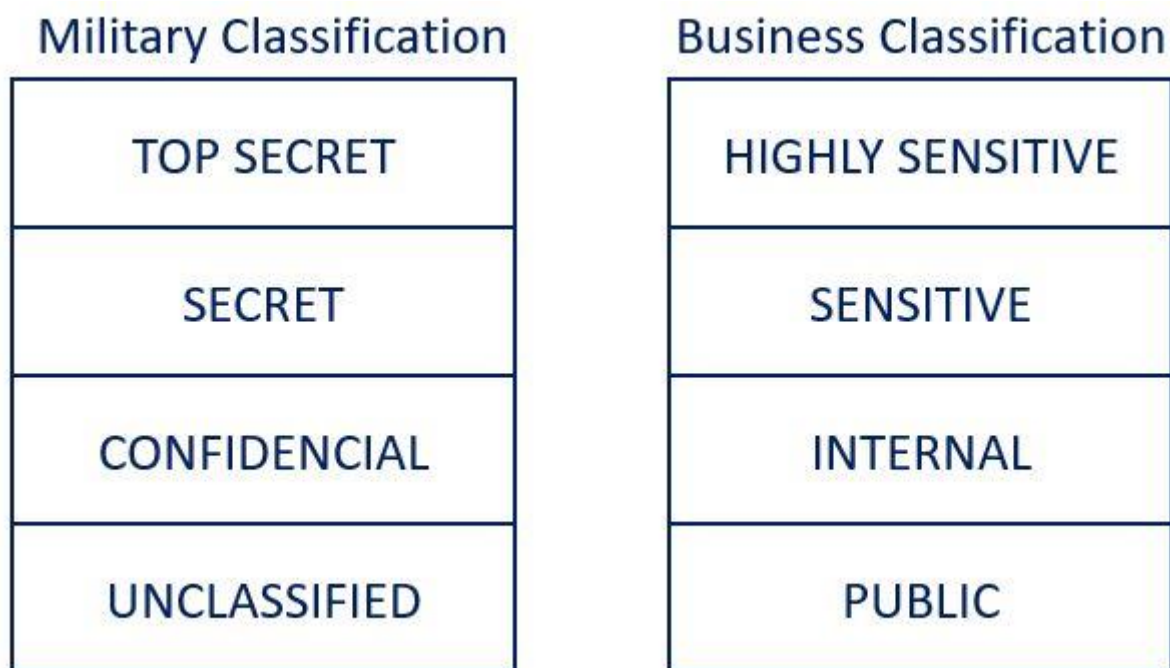 Military Classification
TOP SECRET
SECRET
CONFIDENCIAL
UNCLASSIFIED
Business Classification
HIGHLY SENSITIVE
SENSITIVE
INTERNAL
PUBLIC